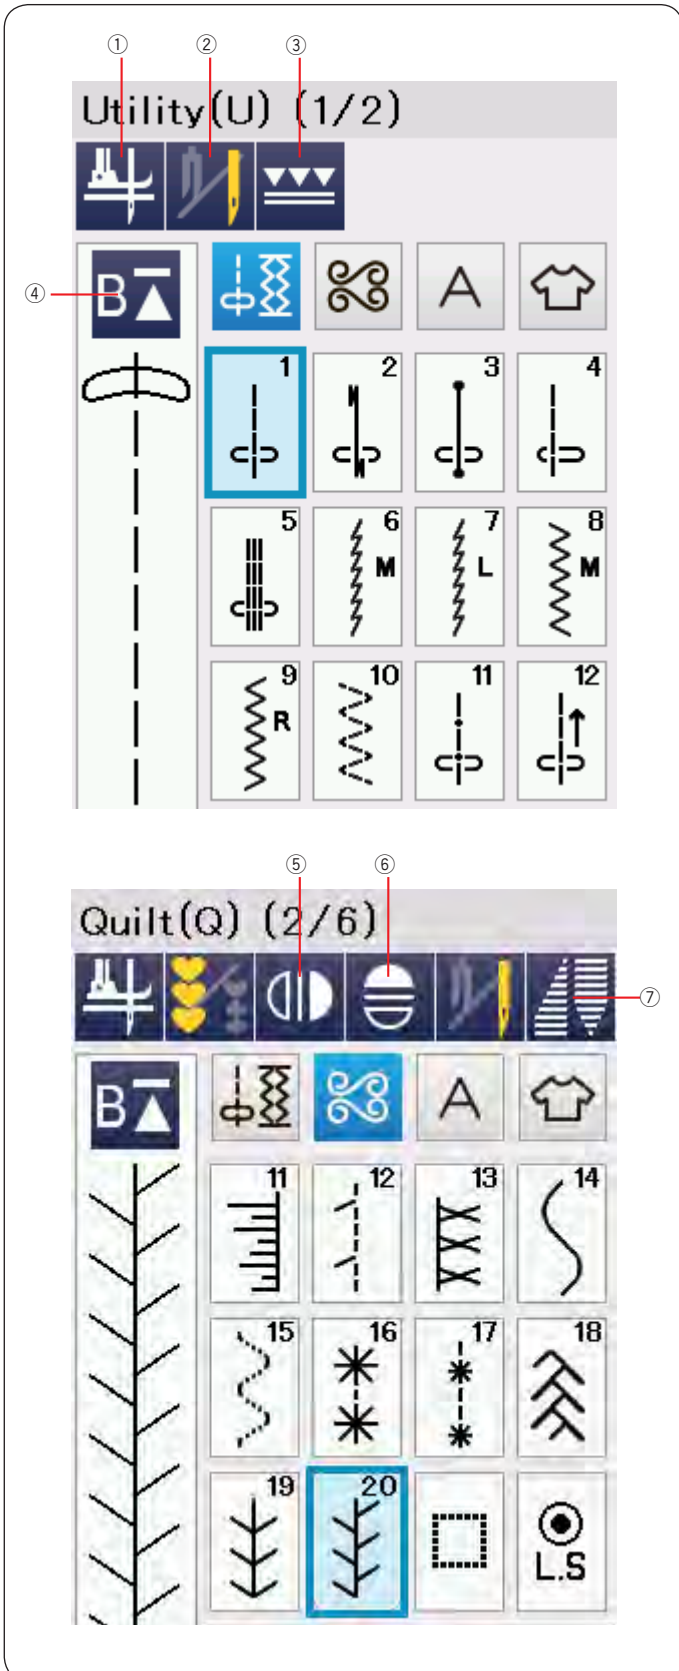 ① ② ③
Utility(U) (1/2)
④
B
A
1 2 3 4
5 6 7 8
M L M
9 10 11 12
R
⑤ ⑥
Quilt(Q) (2/6)
⑦
B
A
11 12 13 14
15 16 17 18
19 20
L.S